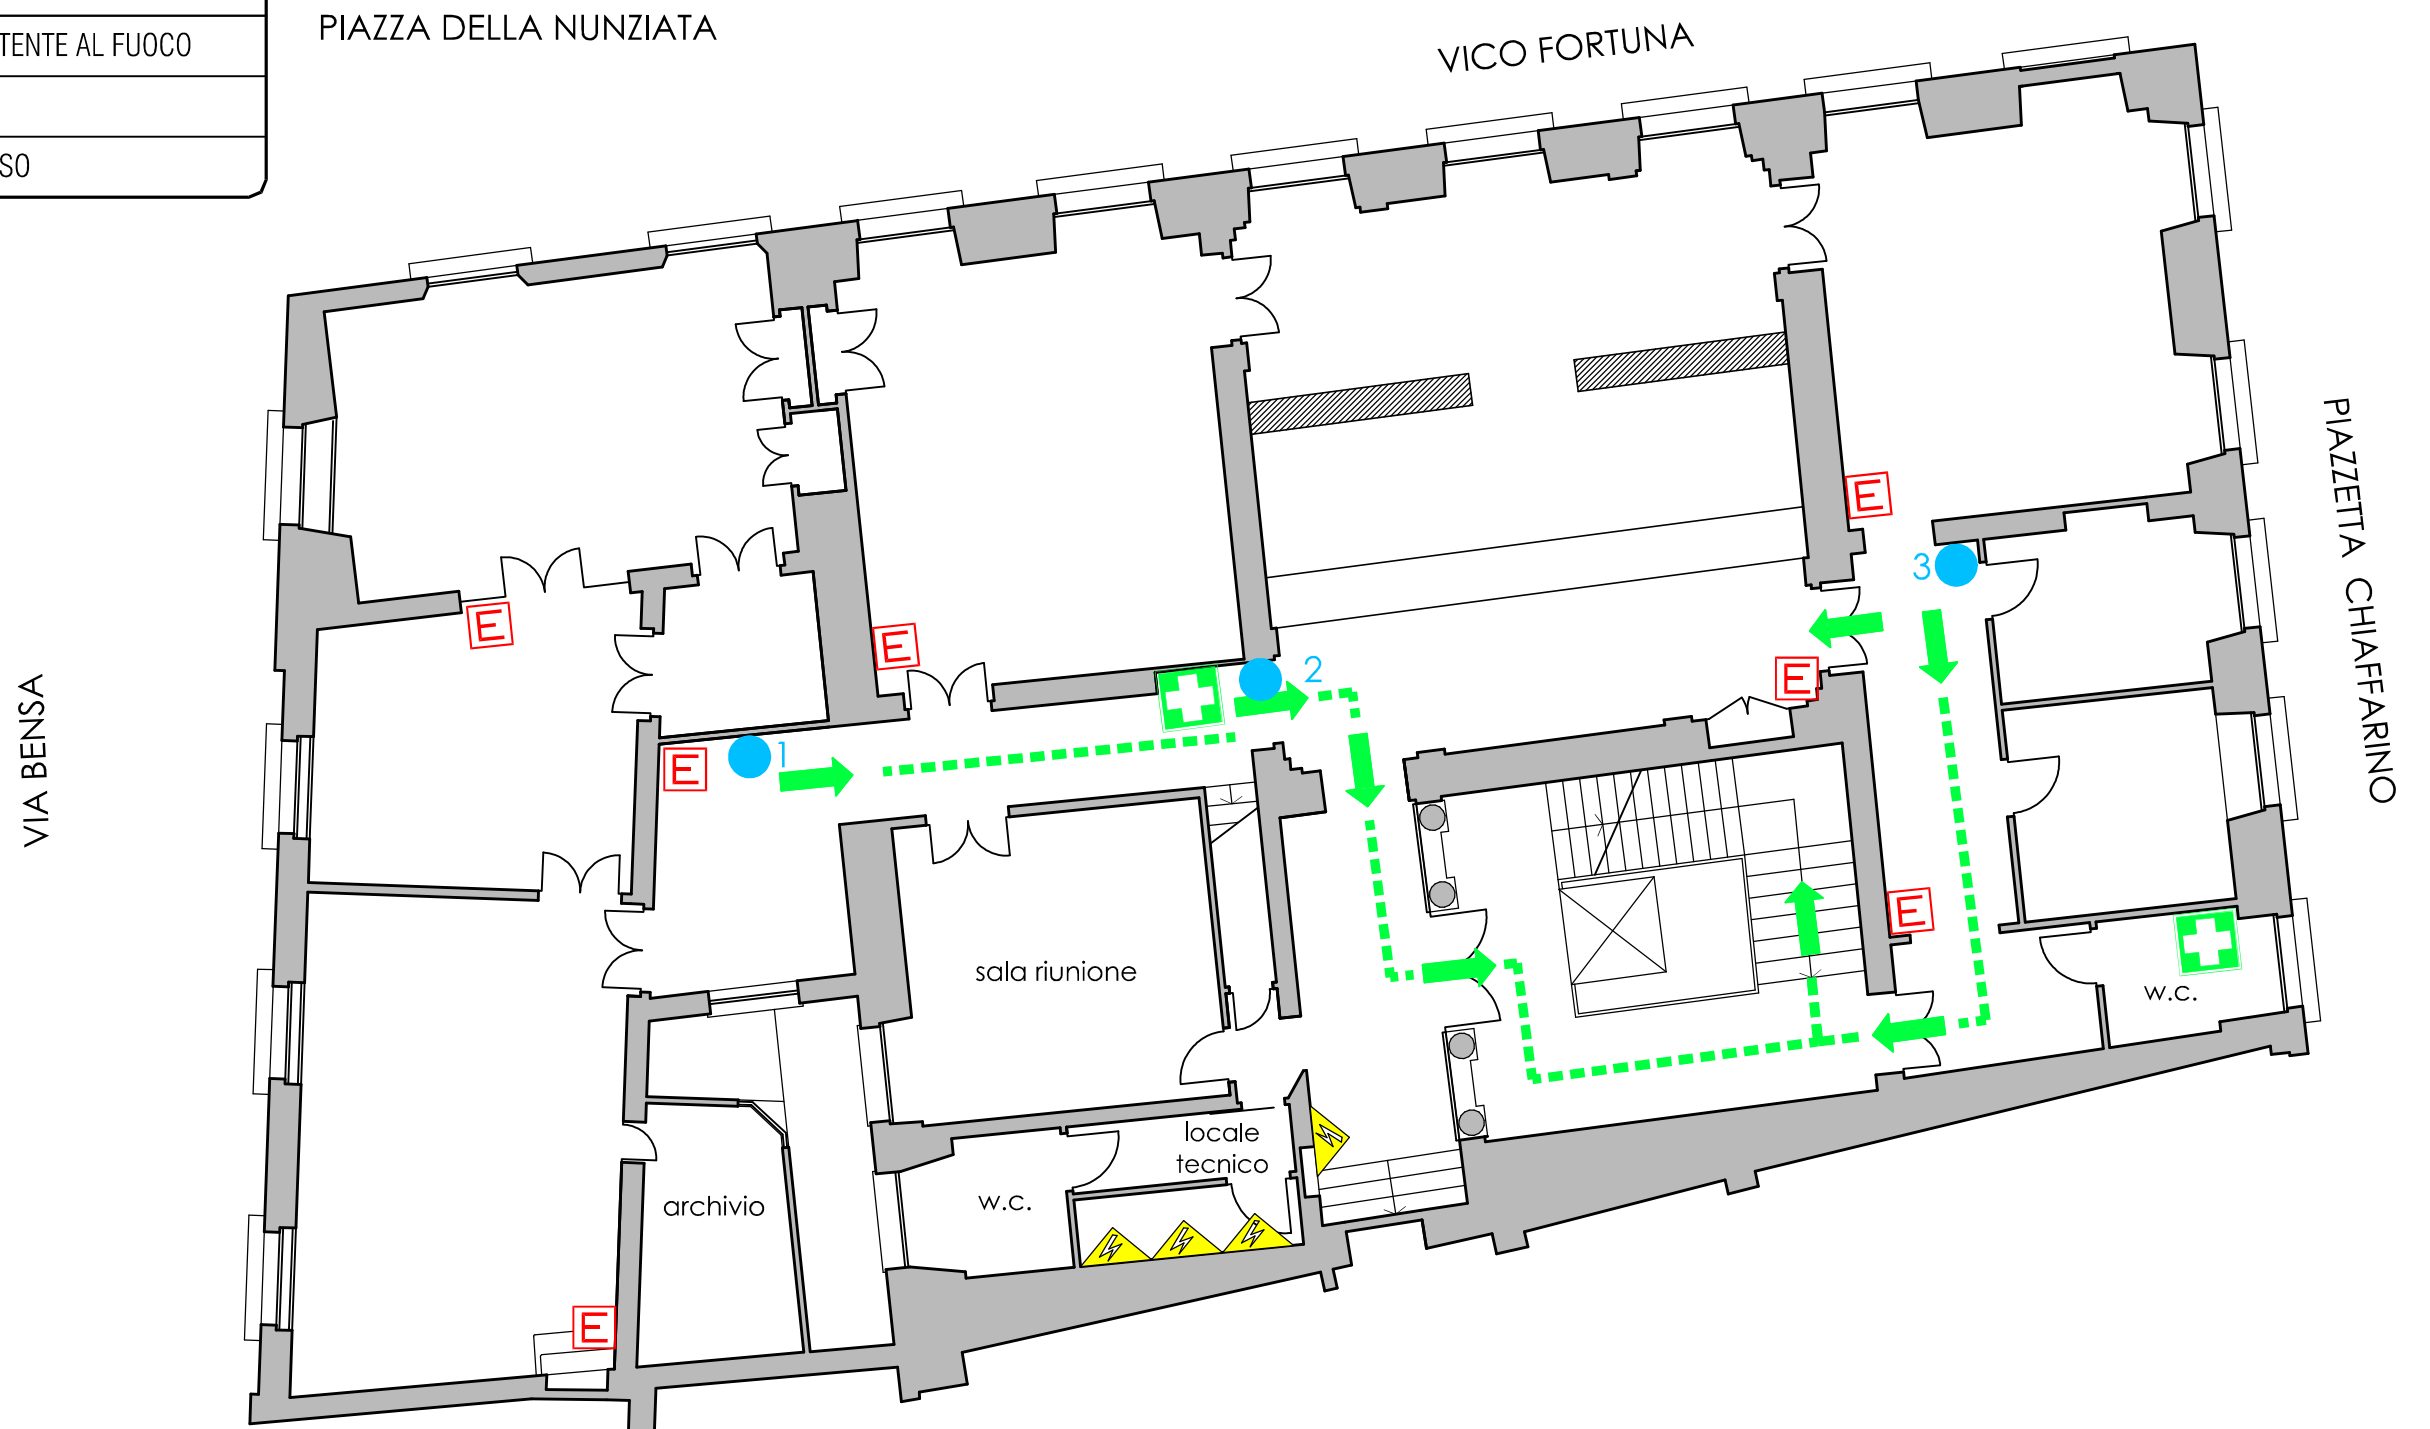 TENTE AL FUOCO
SO
PIAZZA DELLA NUNZIATA
VICO FORTUNA
PIAZZETTA CHIAFFARINO
VIA BENSA
E
E
3
E
E
2
E
E
1
E
sala riunione
w.c.
locale
tecnico
w.c.
archivio
E